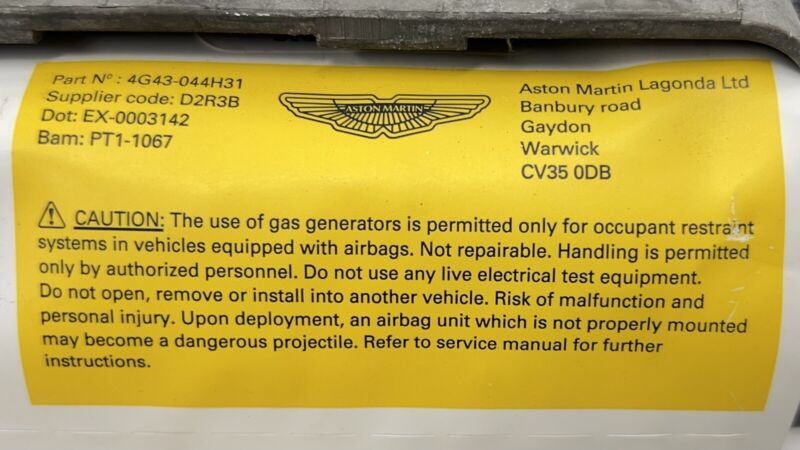 Part Nº : 4G43-044H31
Supplier code: D2R3B
Dot: EX-0003142
Bam: PT1-1067
ASTON MARTIN
Aston Martin Lagonda Ltd
Banbury road
Gaydon
Warwick
CV35 0DB
CAUTION: The use of gas generators is permitted only for occupant restraint
systems in vehicles equipped with airbags. Not repairable. Handling is permitted
only by authorized personnel. Do not use any live electrical test equipment.
Do not open, remove or install into another vehicle. Risk of malfunction and
personal injury. Upon deployment, an airbag unit which is not properly mounted
may become a dangerous projectile. Refer to service manual for further
instructions.